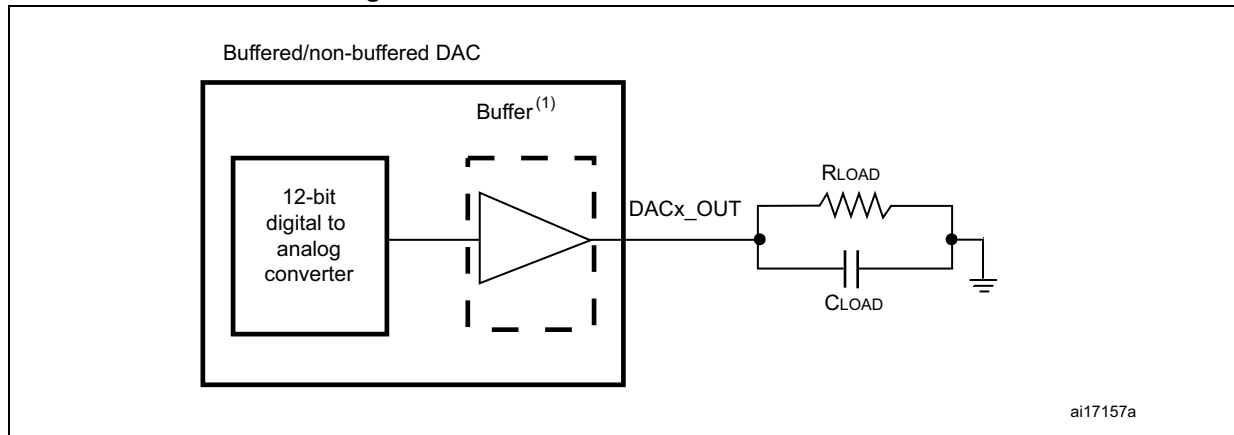 Buffered/non-buffered DAC
Buffer(1)
12-bit
digital to
analog
converter
DACx_OUT
RLOAD
CLOAD
ai17157a